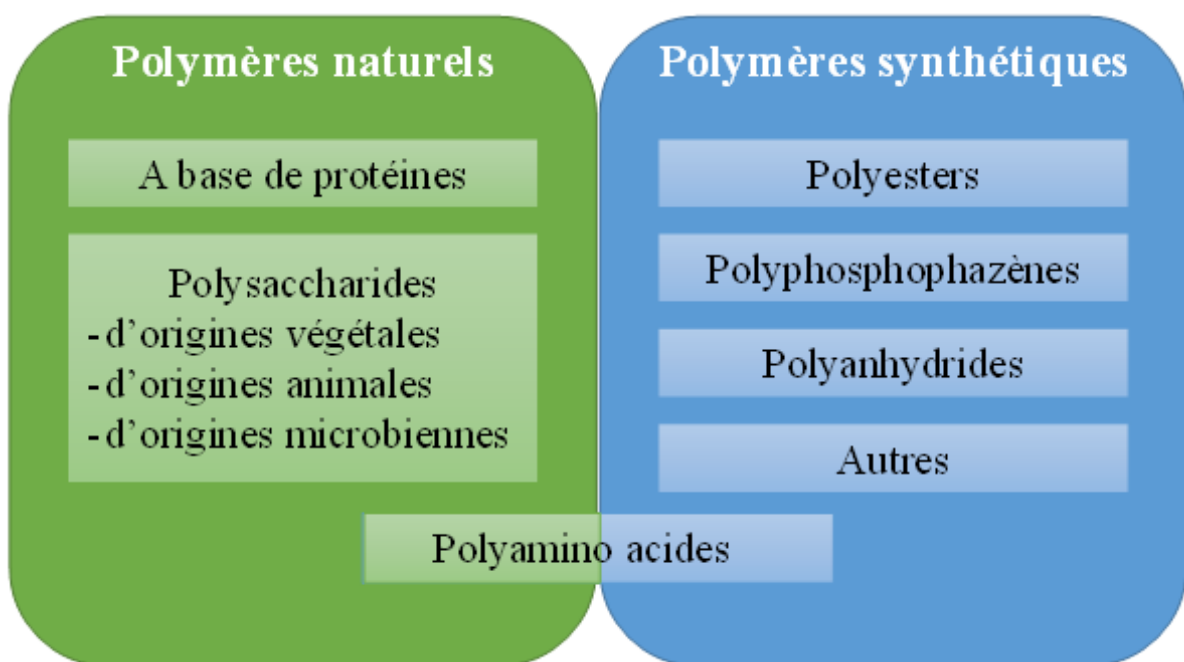 Polymères naturels
A base de protéines
Polysaccharides
-d'origines végétales
-d'origines animales
-d'origines microbiennes
Polymères synthétiques
Polyesters
Polyphosphophazènes
Polyanhydrides
Autres
Polyamino acides